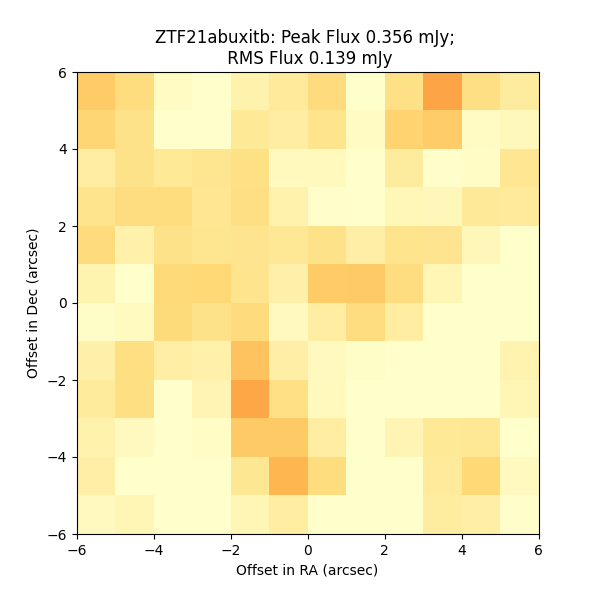 ZTF21abuxitb: Peak Flux 0.356 mJy;
RMS Flux 0.139 mJy
6
4
2
0
−2
−4
−6
Offset in Dec (arcsec)
−6 −4 −2 0 2 4 6
Offset in RA (arcsec)